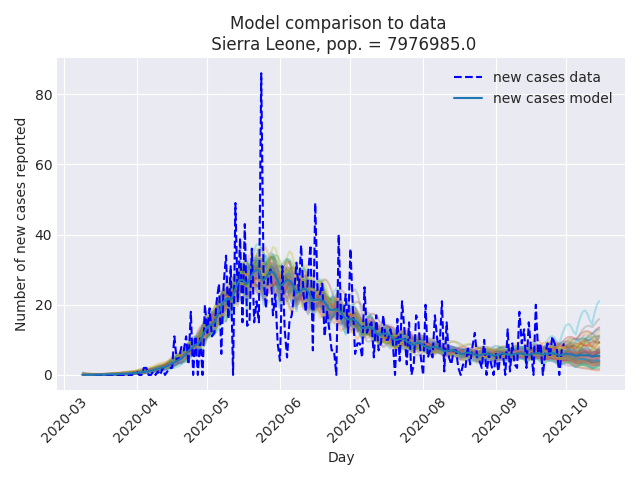 Model comparison to data
Sierra Leone, pop. = 7976985.0
new cases data
new cases model
Number of new cases reported
80
60
40
20
0
2020-03
2020-04
2020-05
2020-06
2020-07
2020-08
2020-09
2020-10
Day